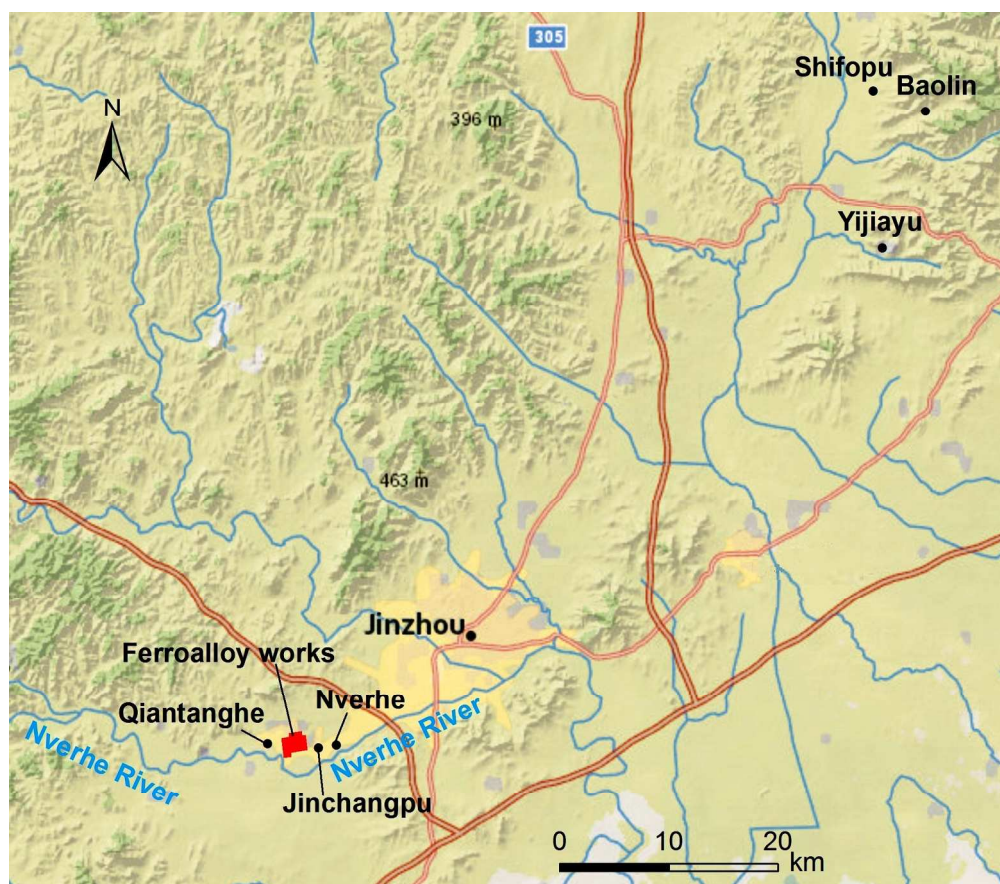 305
Shifopu
Baolin
N
396 m
Yijiayu
463 m
Jinzhou
Ferroalloy works
Nverhe
Qiantanghe
Nverhe River
Nverhe River
Jinchangpu
0 10 20
km